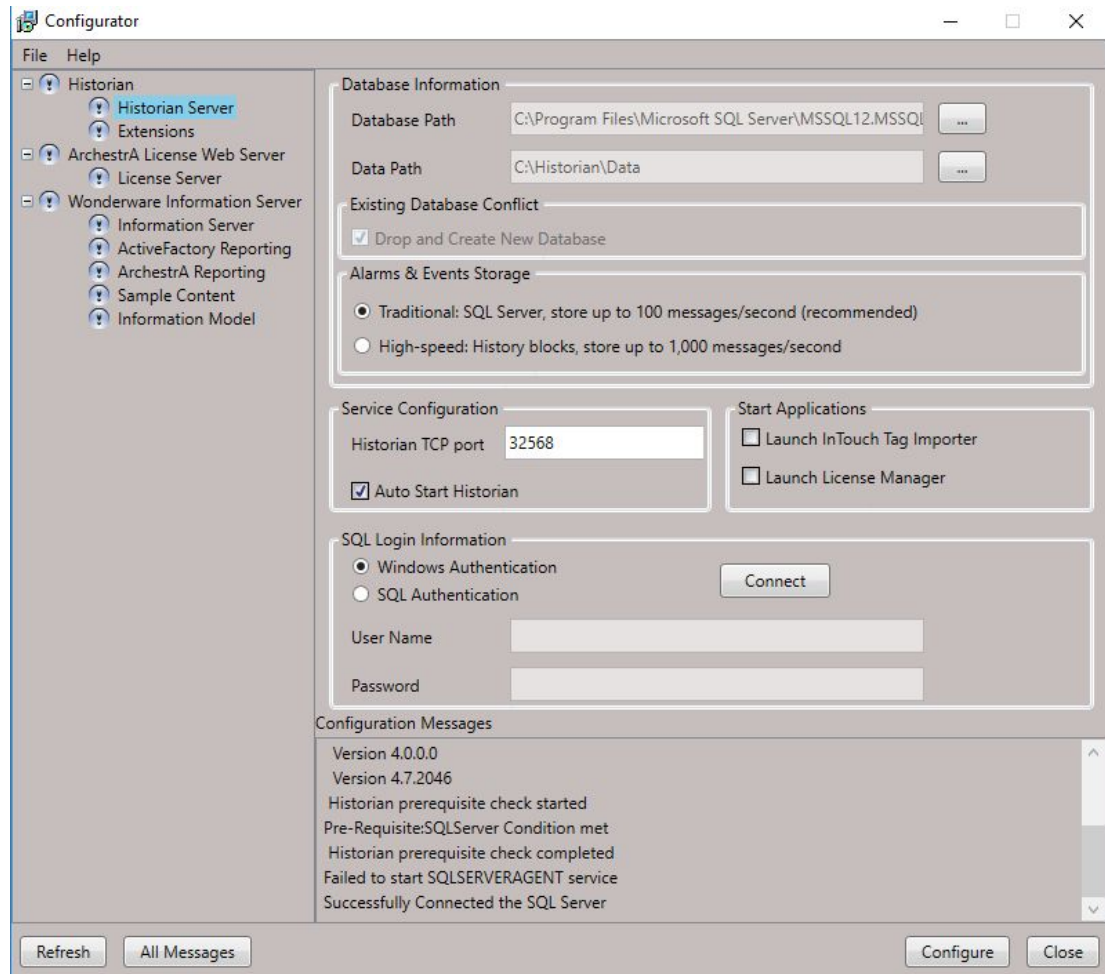 Configurator
File Help
Historian
Historian Server
Extensions
ArchestrA License Web Server
License Server
Wonderware Information Server
Information Server
ActiveFactory Reporting
ArchestrA Reporting
Sample Content
Information Model
Database Information
Database Path C:\Program Files\Microsoft SQL Server\MSSQL12.MSSQL ...
Data Path C:\Historian\Data ...
Existing Database Conflict
Drop and Create New Database
Alarms & Events Storage
Traditional: SQL Server, store up to 100 messages/second (recommended)
High-speed: History blocks, store up to 1,000 messages/second
Service Configuration
Historian TCP port 32568
Auto Start Historian
Start Applications
Launch InTouch Tag Importer
Launch License Manager
SQL Login Information
Windows Authentication
SQL Authentication
Connect
User Name
Password
Configuration Messages
Version 4.0.0.0
Version 4.7.2046
Historian prerequisite check started
Pre-Requisite:SQLServer Condition met
Historian prerequisite check completed
Failed to start SQLSERVERAGENT service
Successfully Connected the SQL Server
Refresh All Messages Configure Close